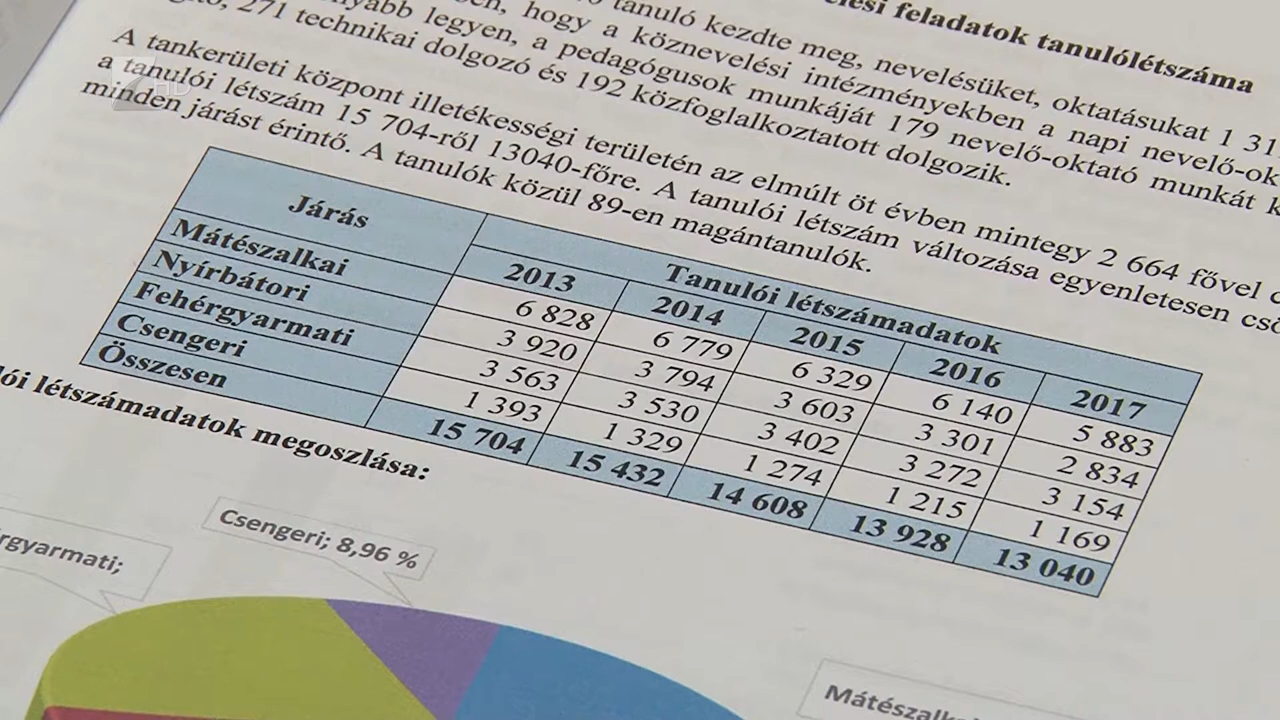 elési feladatok tanulólétszáma
tanuló kezdte meg, nevelésüket, oktatásukat 1 31
hogy a köznevelési intézményekben a napi nevelő-ok
legyen, a pedagógusok munkáját 179 nevelő-oktató munkát k
271 technikai dolgozó és 192 közfoglalkoztatott dolgozik.
A tankerületi központ illetékességi területén az elmúlt öt évben mintegy 2 664 fővel c
a tanulói létszám 15 704-ről 13040-főre. A tanulói létszám változása egyenletesen csö
minden járást érintő. A tanulók közül 89-en magántanulók.
Járás Tanulói létszámadatok
2013 2014 2015 2016 2017
Mátészalkai 6 828 6 779 6 329 6 140 5 883
Nyírbátori 3 920 3 794 3 603 3 301 2 834
Fehérgyarmati 3 563 3 530 3 402 3 272 3 154
Csengeri 1 393 1 329 1 274 1 215 1 169
Összesen 15 704 15 432 14 608 13 928 13 040
lói létszámadatok megoszlása:
Csengeri; 8,96 %
rgyarmati;
Mátészalkai
7 HD